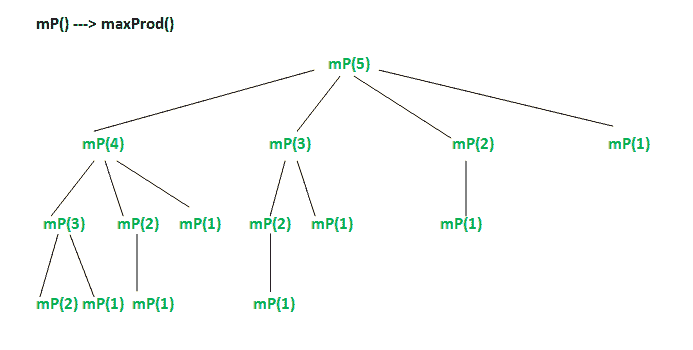 mP() ---> maxProd()
mP(5)
mP(4) mP(3) mP(2) mP(1)
mP(3) mP(2) mP(1) mP(2) mP(1) mP(1)
mP(2) mP(1) mP(1) mP(1)